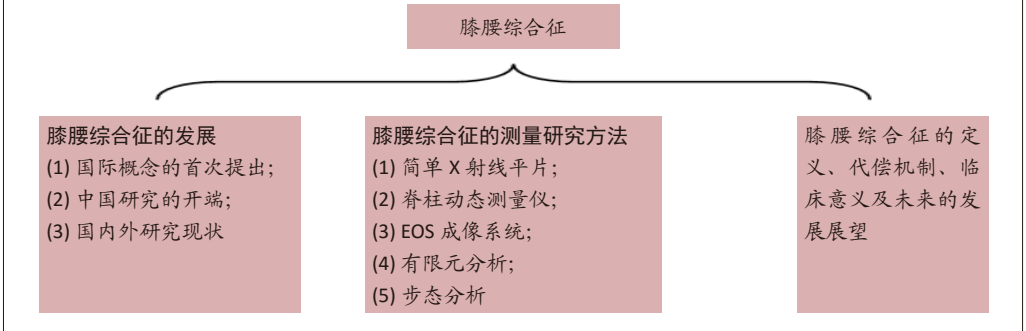 膝腰综合征
膝腰综合征的发展
(1) 国际概念的首次提出；
(2) 中国研究的开端；
(3) 国内外研究现状
膝腰综合征的测量研究方法
(1) 简单 X 射线平片；
(2) 脊柱动态测量仪；
(3) EOS 成像系统；
(4) 有限元分析；
(5) 步态分析
膝腰综合征的定
义、代偿机制、临
床意义及未来的发
展展望